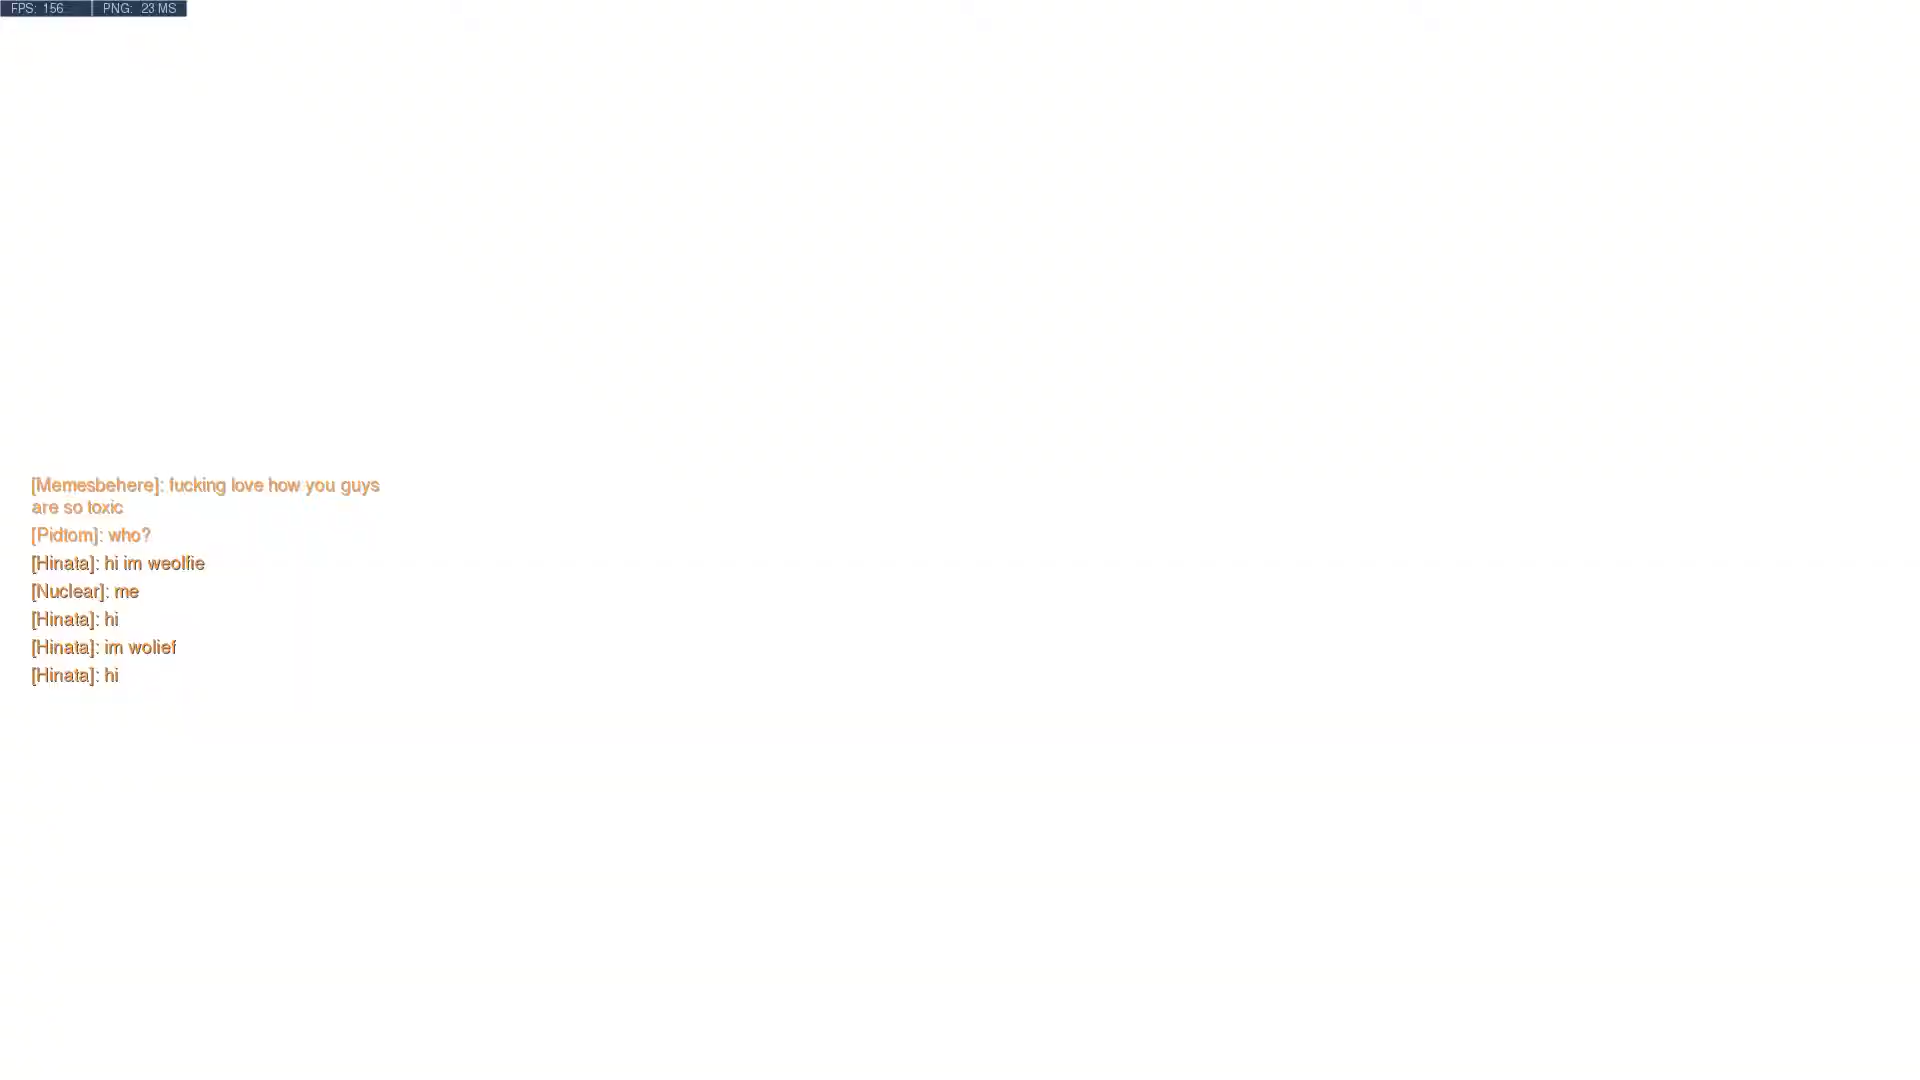 FPS: 156 PNG: 23 MS
[Memesbehere]: fucking love how you guys
are so toxic
[Pidtom]: who?
[Hinata]: hi im weolfie
[Nuclear]: me
[Hinata]: hi
[Hinata]: im wolief
[Hinata]: hi